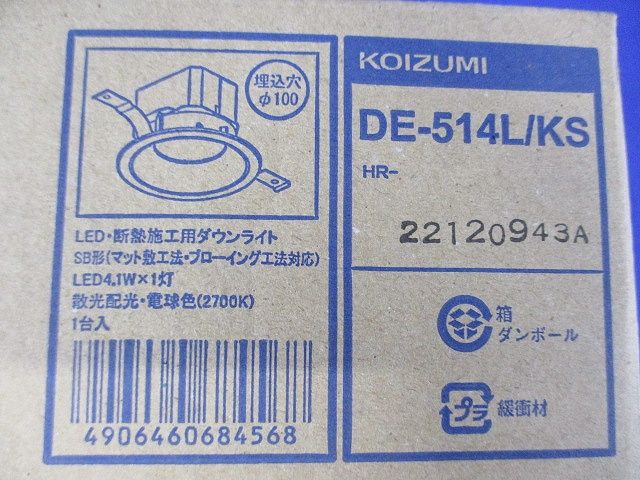 埋込穴
φ100
LED・断熱施工用ダウンライト
SB形(マット敷工法・ブローイング工法対応)
LED4.1W×1灯
散光配光・電球色(2700K)
1台入
4906460684568
KOIZUMI
DE-514L/KS
HR-
22120943A
箱
ダンボール
プラ
緩衝材